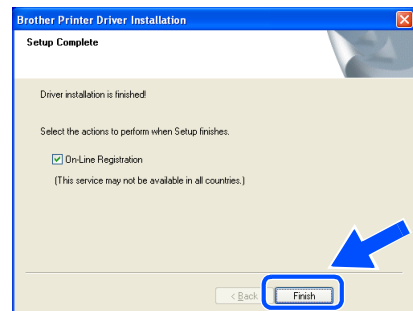 Brother Printer Driver Installation
Setup Complete
Driver installation is finished!
Select the actions to perform when Setup finishes.
On-Line Registration
(This service may not be available in all countries.)
< Back
Finish